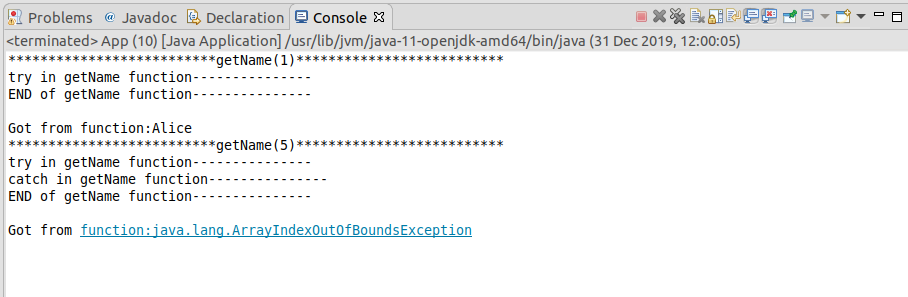 Problems @ Javadoc Declaration Console
<terminated> App (10) [Java Application] /usr/lib/jvm/java-11-openjdk-amd64/bin/java (31 Dec 2019, 12:00:05)
**************************getName(1)**************************
try in getName function---------------
END of getName function---------------
Got from function:Alice
**************************getName(5)**************************
try in getName function---------------
catch in getName function---------------
END of getName function---------------
Got from function:java.lang.ArrayIndexOutOfBoundsException